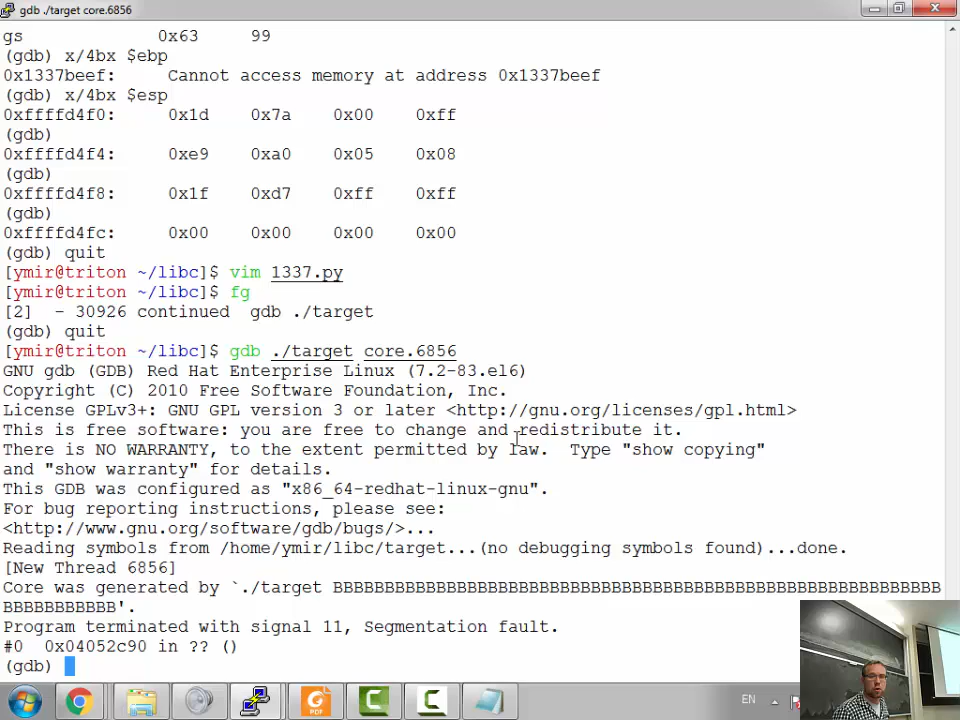 gdb ./target core.6856
gs             0x63     99
(gdb) x/4bx $ebp
0x1337beef:     Cannot access memory at address 0x1337beef
(gdb) x/4bx $esp
0xffffd4f0:     0x1d    0x7a    0x00    0xff
(gdb)
0xffffd4f4:     0xe9    0xa0    0x05    0x08
(gdb)
0xffffd4f8:     0x1f    0xd7    0xff    0xff
(gdb)
0xffffd4fc:     0x00    0x00    0x00    0x00
(gdb) quit
[ymir@triton ~/libc]$ vim 1337.py
[ymir@triton ~/libc]$ fg
[2]  - 30926 continued  gdb ./target
(gdb) quit
[ymir@triton ~/libc]$ gdb ./target core.6856
GNU gdb (GDB) Red Hat Enterprise Linux (7.2-83.el6)
Copyright (C) 2010 Free Software Foundation, Inc.
License GPLv3+: GNU GPL version 3 or later <http://gnu.org/licenses/gpl.html>
This is free software: you are free to change and redistribute it.
There is NO WARRANTY, to the extent permitted by law.  Type "show copying"
and "show warranty" for details.
This GDB was configured as "x86_64-redhat-linux-gnu".
For bug reporting instructions, please see:
<http://www.gnu.org/software/gdb/bugs/>...
Reading symbols from /home/ymir/libc/target...(no debugging symbols found)...done.
[New Thread 6856]
Core was generated by `./target BBBBBBBBBBBBBBBBBBBBBBBBBBBBBBBBBBBBBBBBBBBBBBBBBBBBBBBBBBB
BBBBBBBBBBB'.
Program terminated with signal 11, Segmentation fault.
#0  0x04052c90 in ?? ()
(gdb)
PDF
EN